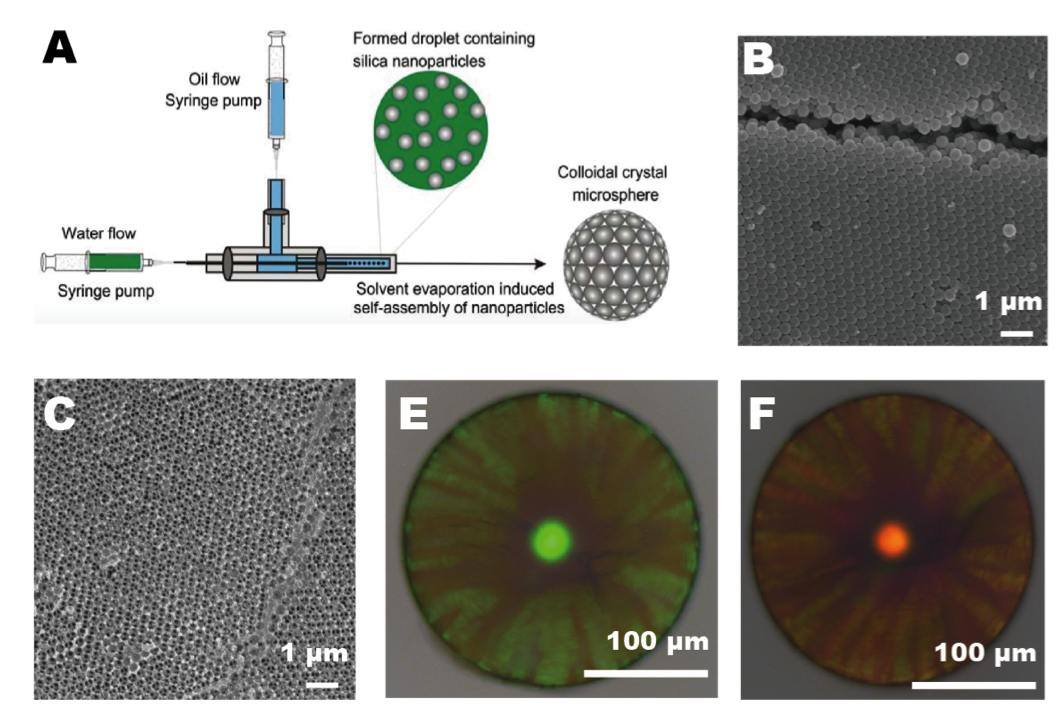 A
Formed droplet containing
silica nanoparticles
Oil flow
Syringe pump
Colloidal crystal
microsphere
Water flow
Syringe pump
Solvent evaporation induced
self-assembly of nanoparticles
B
1 µm
C
1 µm
E
100 µm
F
100 µm